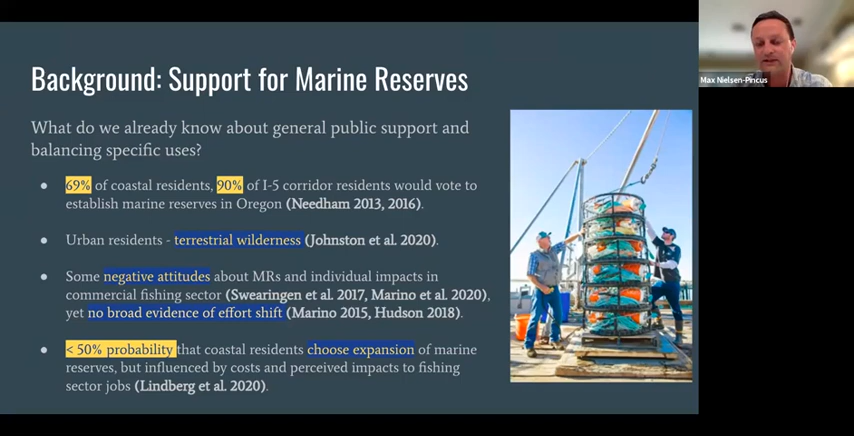 Background: Support for Marine Reserves
Max Nielsen-Pincus
What do we already know about general public support and
balancing specific uses?
● 69% of coastal residents, 90% of I-5 corridor residents would vote to
establish marine reserves in Oregon (Needham 2013, 2016).
● Urban residents - terrestrial wilderness (Johnston et al. 2020).
● Some negative attitudes about MRs and individual impacts in
commercial fishing sector (Swearingen et al. 2017, Marino et al. 2020),
yet no broad evidence of effort shift (Marino 2015, Hudson 2018).
● < 50% probability that coastal residents choose expansion of marine
reserves, but influenced by costs and perceived impacts to fishing
sector jobs (Lindberg et al. 2020).